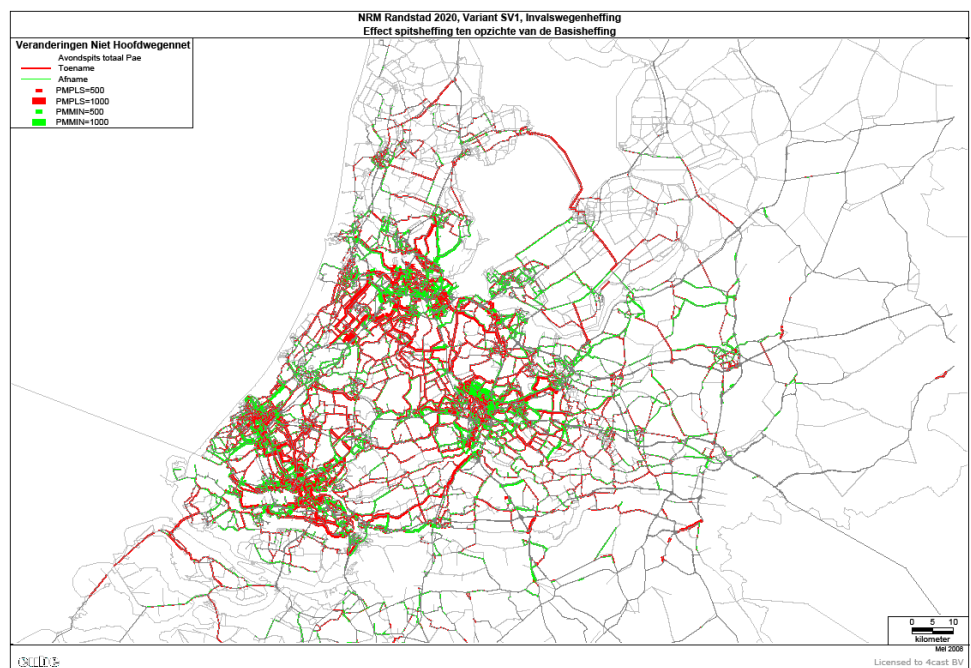 NRM Randstad 2020, Variant SV1, Invalswegenheffing
Effect spitsheffing ten opzichte van de Basisheffing
Veranderingen Niet Hoofdwegennet
Avondspits totaal Pae
Toename
Afname
PMPLS=500
PMPLS=1000
PMMIN=500
PMMIN=1000
0 5 10
kilometer
Mei 2008
cube
Licensed to 4cast BV